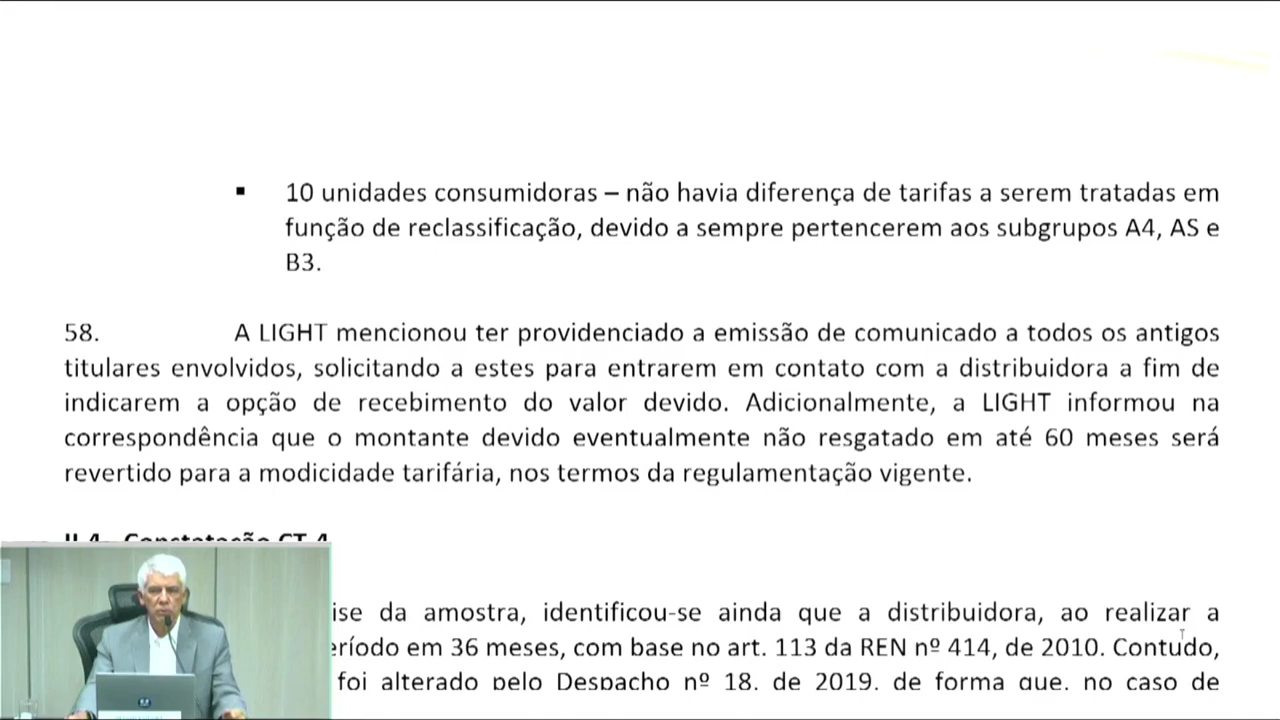 ▪ 10 unidades consumidoras – não havia diferença de tarifas a serem tratadas em
função de reclassificação, devido a sempre pertencerem aos subgrupos A4, AS e
B3.
58. A LIGHT mencionou ter providenciado a emissão de comunicado a todos os antigos
titulares envolvidos, solicitando a estes para entrarem em contato com a distribuidora a fim de
indicarem a opção de recebimento do valor devido. Adicionalmente, a LIGHT informou na
correspondência que o montante devido eventualmente não resgatado em até 60 meses será
revertido para a modicidade tarifária, nos termos da regulamentação vigente.
II.4 - Constatação CT.4
ise da amostra, identificou-se ainda que a distribuidora, ao realizar a
eríodo em 36 meses, com base no art. 113 da REN nº 414, de 2010. Contudo,
foi alterado pelo Despacho nº 18, de 2019, de forma que, no caso de